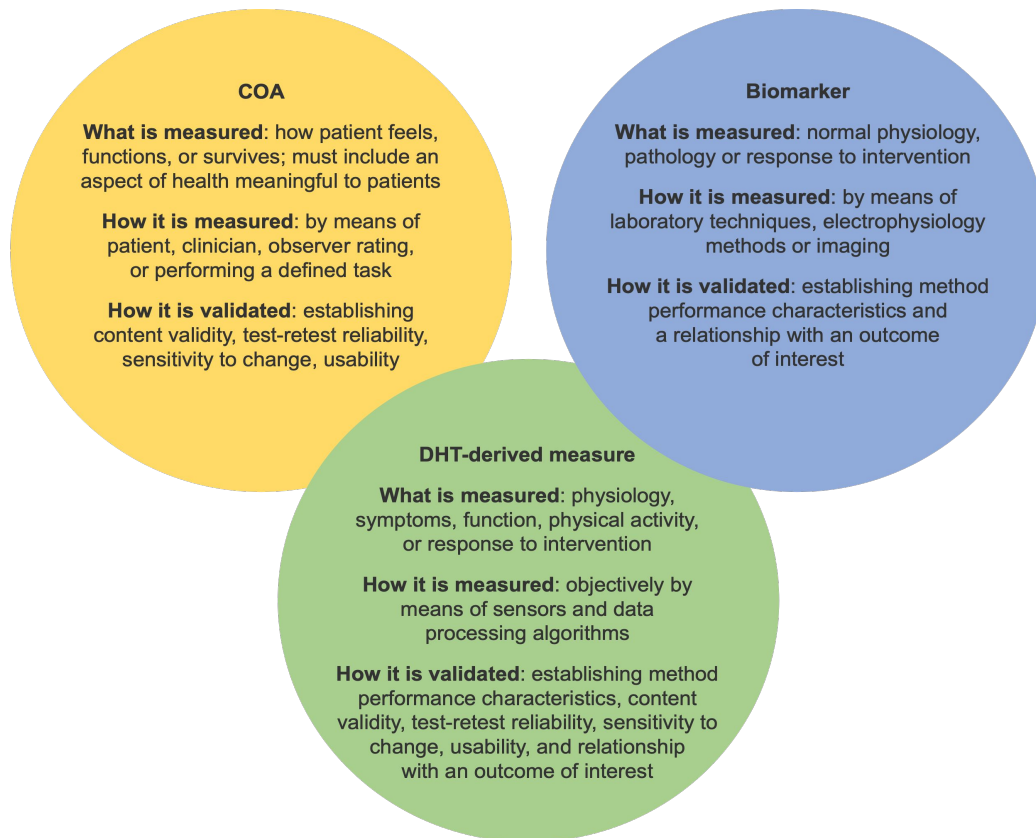 COA
What is measured: how patient feels,
functions, or survives; must include an
aspect of health meaningful to patients
How it is measured: by means of
patient, clinician, observer rating,
or performing a defined task
How it is validated: establishing
content validity, test-retest reliability,
sensitivity to change, usability
Biomarker
What is measured: normal physiology,
pathology or response to intervention
How it is measured: by means of
laboratory techniques, electrophysiology
methods or imaging
How it is validated: establishing method
performance characteristics and
a relationship with an outcome
of interest
DHT-derived measure
What is measured: physiology,
symptoms, function, physical activity,
or response to intervention
How it is measured: objectively by
means of sensors and data
processing algorithms
How it is validated: establishing method
performance characteristics, content
validity, test-retest reliability, sensitivity to
change, usability, and relationship
with an outcome of interest